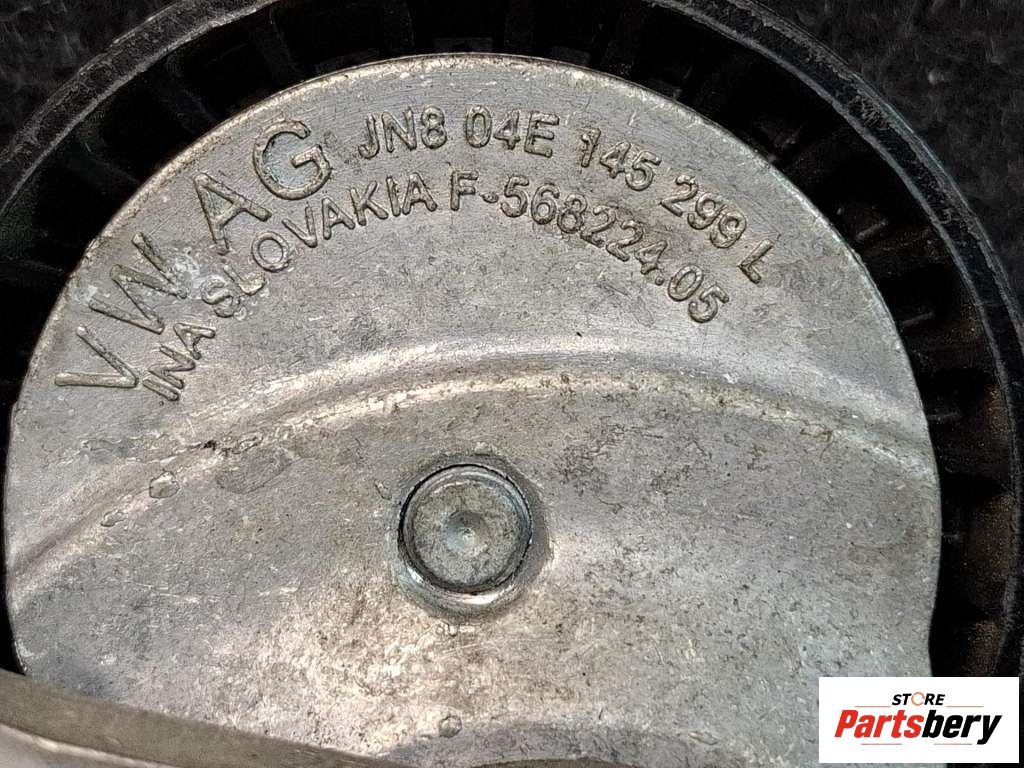 VW AG JN8 04E 145 299 L
INA SLOVAKIA F-568224.05
STORE
Partsbery